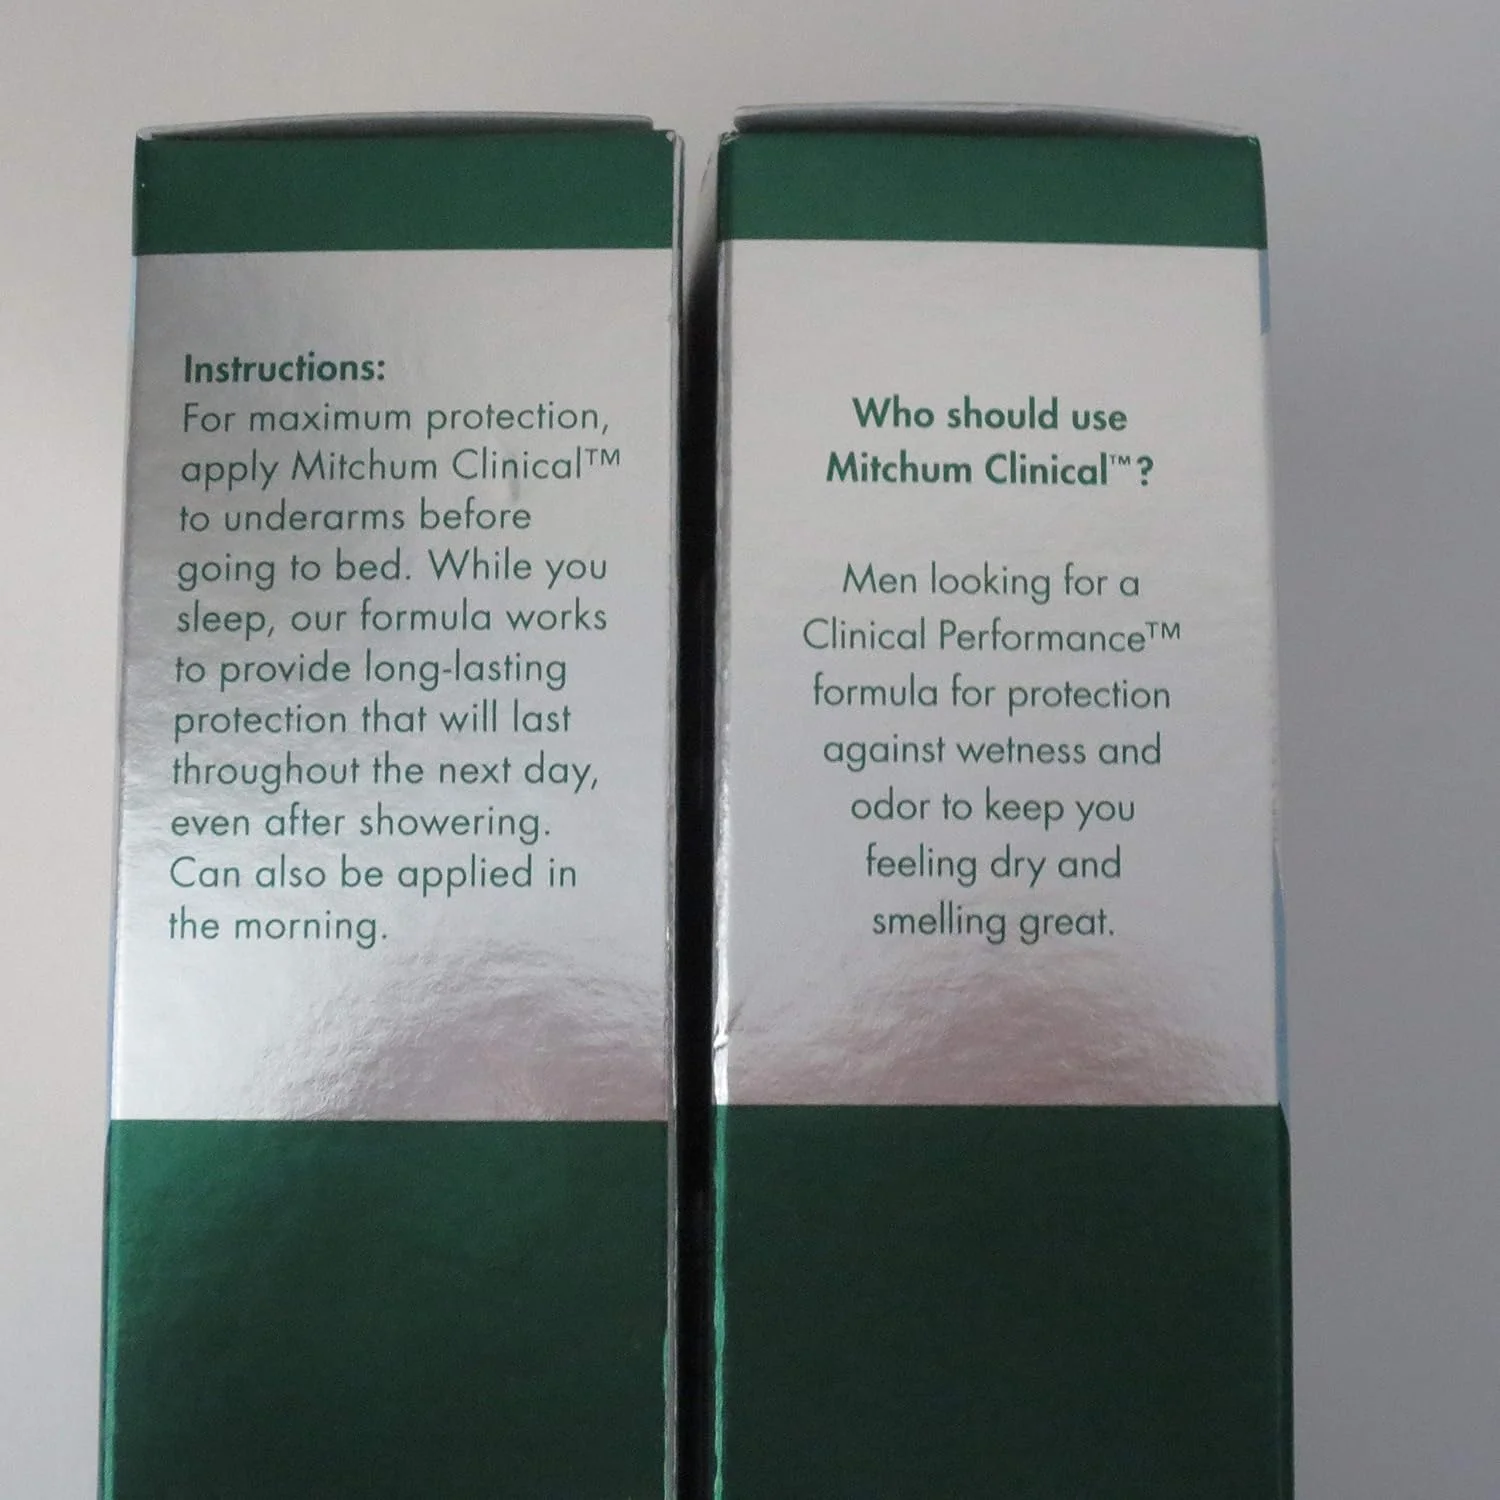 Instructions:
For maximum protection,
apply Mitchum Clinical™
to underarms before
going to bed. While you
sleep, our formula works
to provide long-lasting
protection that will last
throughout the next day,
even after showering.
Can also be applied in
the morning.
Who should use
Mitchum Clinical™?
Men looking for a
Clinical Performance™
formula for protection
against wetness and
odor to keep you
feeling dry and
smelling great.